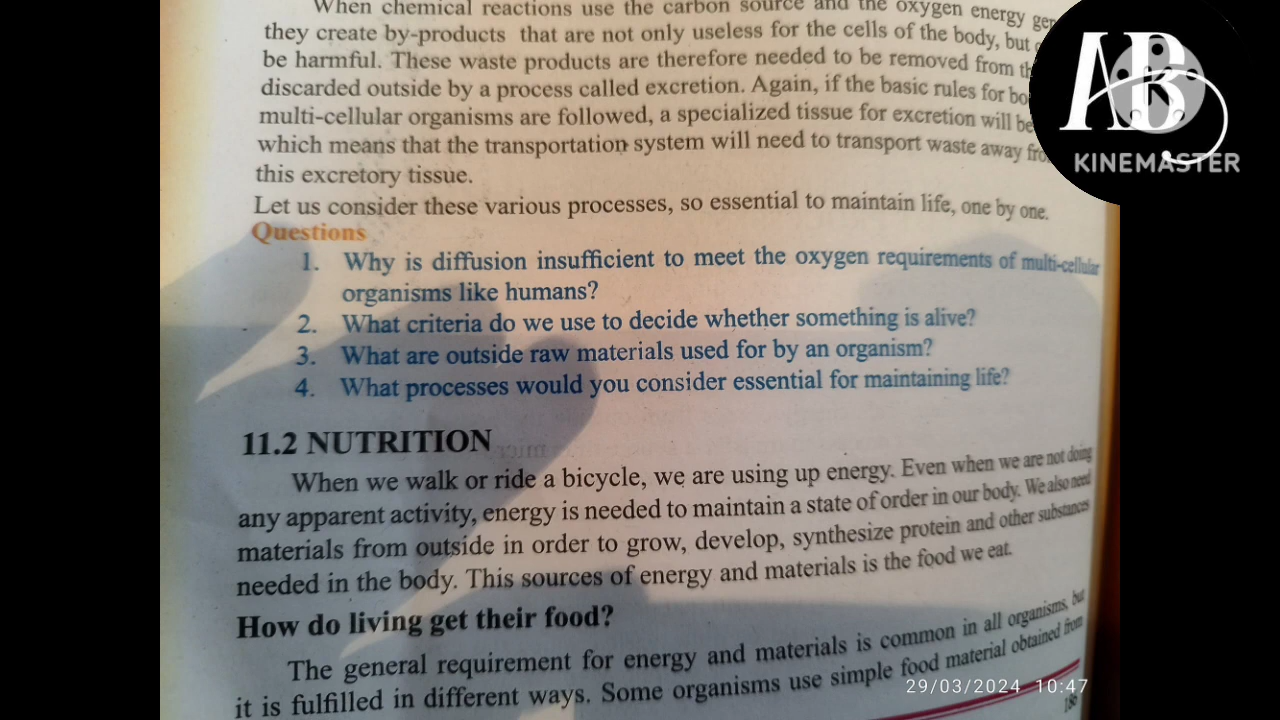 When chemical reactions use the carbon source and the oxygen energy
they create by-products that are not only useless for the cells of the body, but
be harmful. These waste products are therefore needed to be removed from
discarded outside by a process called excretion. Again, if the basic rules for
multi-cellular organisms are followed, a specialized tissue for excretion will be
which means that the transportation system will need to transport waste away
this excretory tissue.
Let us consider these various processes, so essential to maintain life, one by one.
Questions
1. Why is diffusion insufficient to meet the oxygen requirements of multi-cellular
organisms like humans?
2. What criteria do we use to decide whether something is alive?
3. What are outside raw materials used for by an organism?
4. What processes would you consider essential for maintaining life?
11.2 NUTRITION
When we walk or ride a bicycle, we are using up energy. Even when we are not doing
any apparent activity, energy is needed to maintain a state of order in our body. We also need
materials from outside in order to grow, develop, synthesize protein and other substances
needed in the body. This sources of energy and materials is the food we eat.
How do living get their food?
The general requirement for energy and materials is common in all organisms, but
it is fulfilled in different ways. Some organisms use simple food material obtained from
29/03/2024 10:47
KINEMASTER